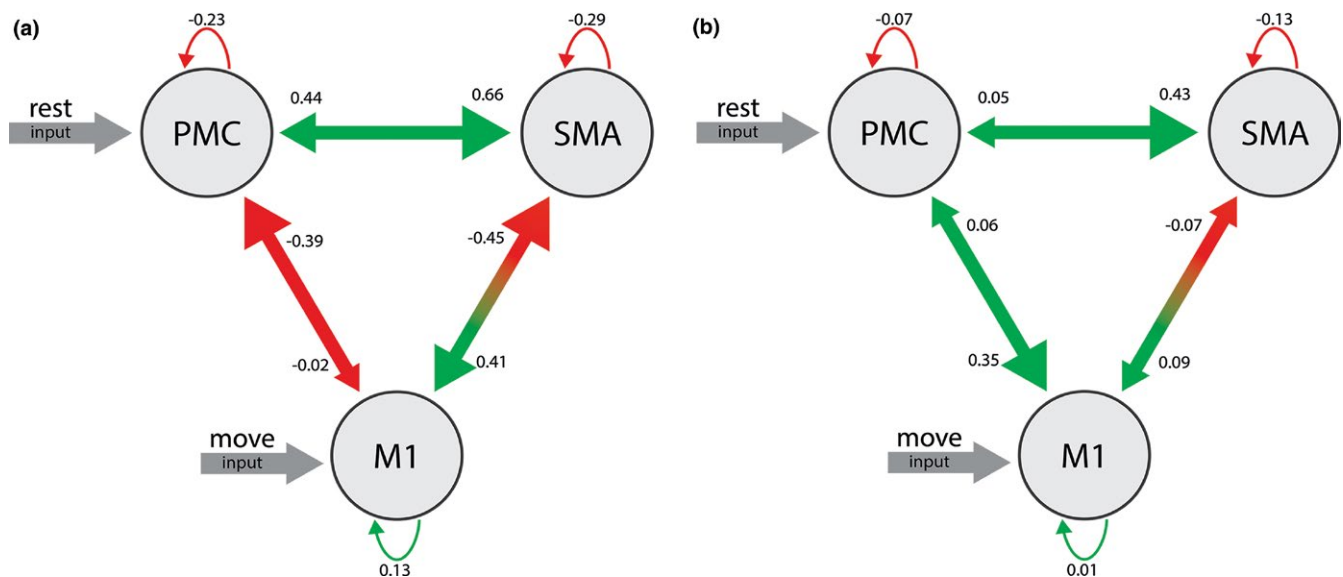 (a)
-0.23
-0.29
rest
input
PMC
0.44
0.66
SMA
-0.39
-0.45
-0.02
0.41
move
input
M1
0.13
(b)
-0.07
-0.13
rest
input
PMC
0.05
0.43
SMA
0.06
-0.07
0.35
0.09
move
input
M1
0.01